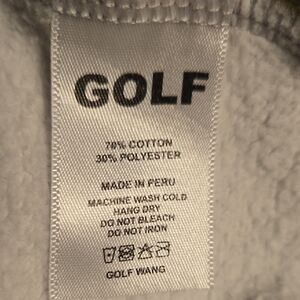 GOLF
70% COTTON
30% POLYESTER
MADE IN PERU
MACHINE WASH COLD
HANG DRY
DO NOT BLEACH
DO NOT IRON
GOLF WANG